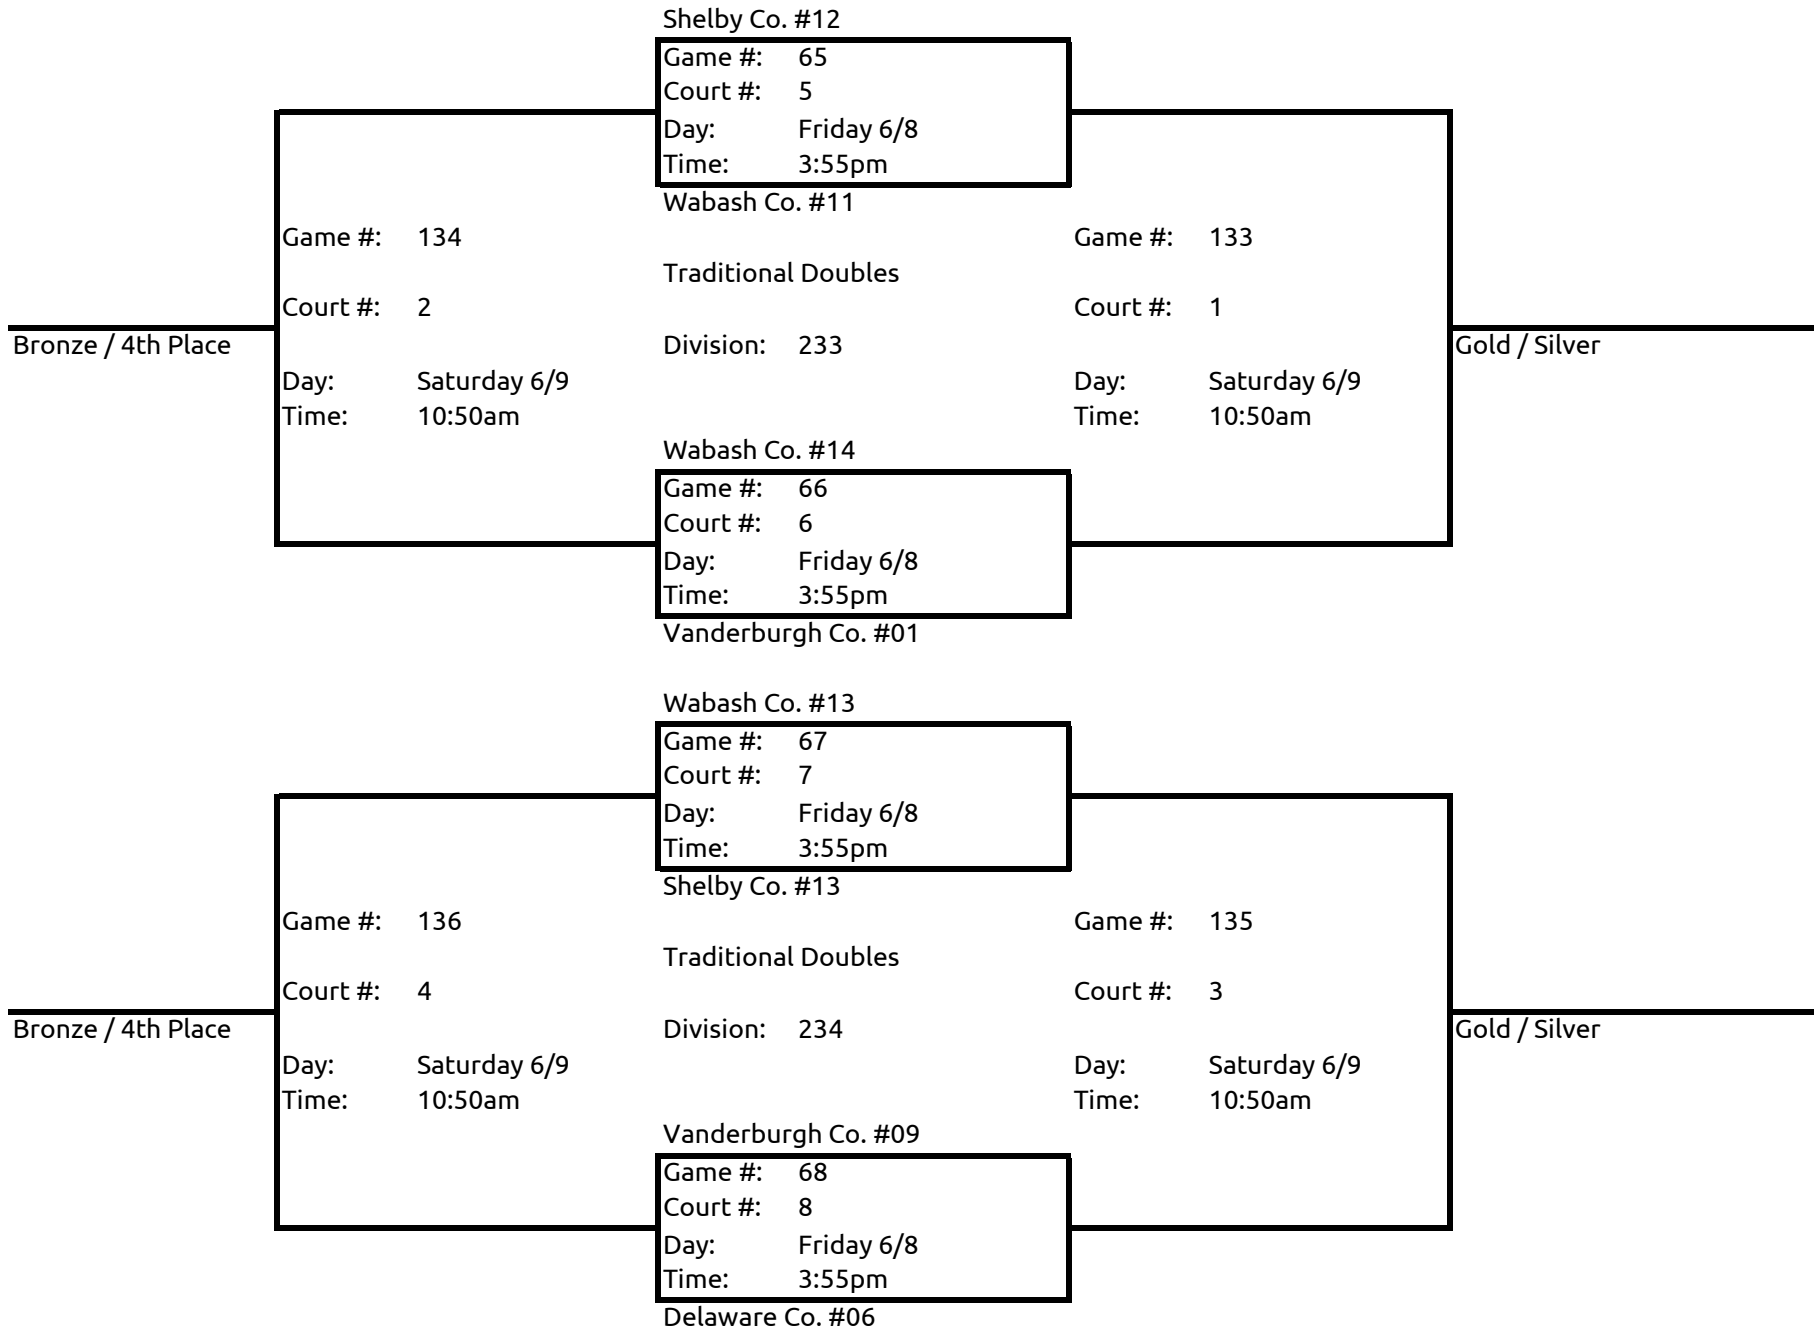 Shelby Co. #12
Game #: 65
Court #: 5
Day: Friday 6/8
Time: 3:55pm
Wabash Co. #11
Game #: 134
Game #: 133
Traditional Doubles
Court #: 2
Court #: 1
Bronze / 4th Place
Division: 233
Gold / Silver
Day: Saturday 6/9
Day: Saturday 6/9
Time: 10:50am
Time: 10:50am
Wabash Co. #14
Game #: 66
Court #: 6
Day: Friday 6/8
Time: 3:55pm
Vanderburgh Co. #01
Wabash Co. #13
Game #: 67
Court #: 7
Day: Friday 6/8
Time: 3:55pm
Shelby Co. #13
Game #: 136
Game #: 135
Traditional Doubles
Court #: 4
Court #: 3
Bronze / 4th Place
Division: 234
Gold / Silver
Day: Saturday 6/9
Day: Saturday 6/9
Time: 10:50am
Time: 10:50am
Vanderburgh Co. #09
Game #: 68
Court #: 8
Day: Friday 6/8
Time: 3:55pm
Delaware Co. #06